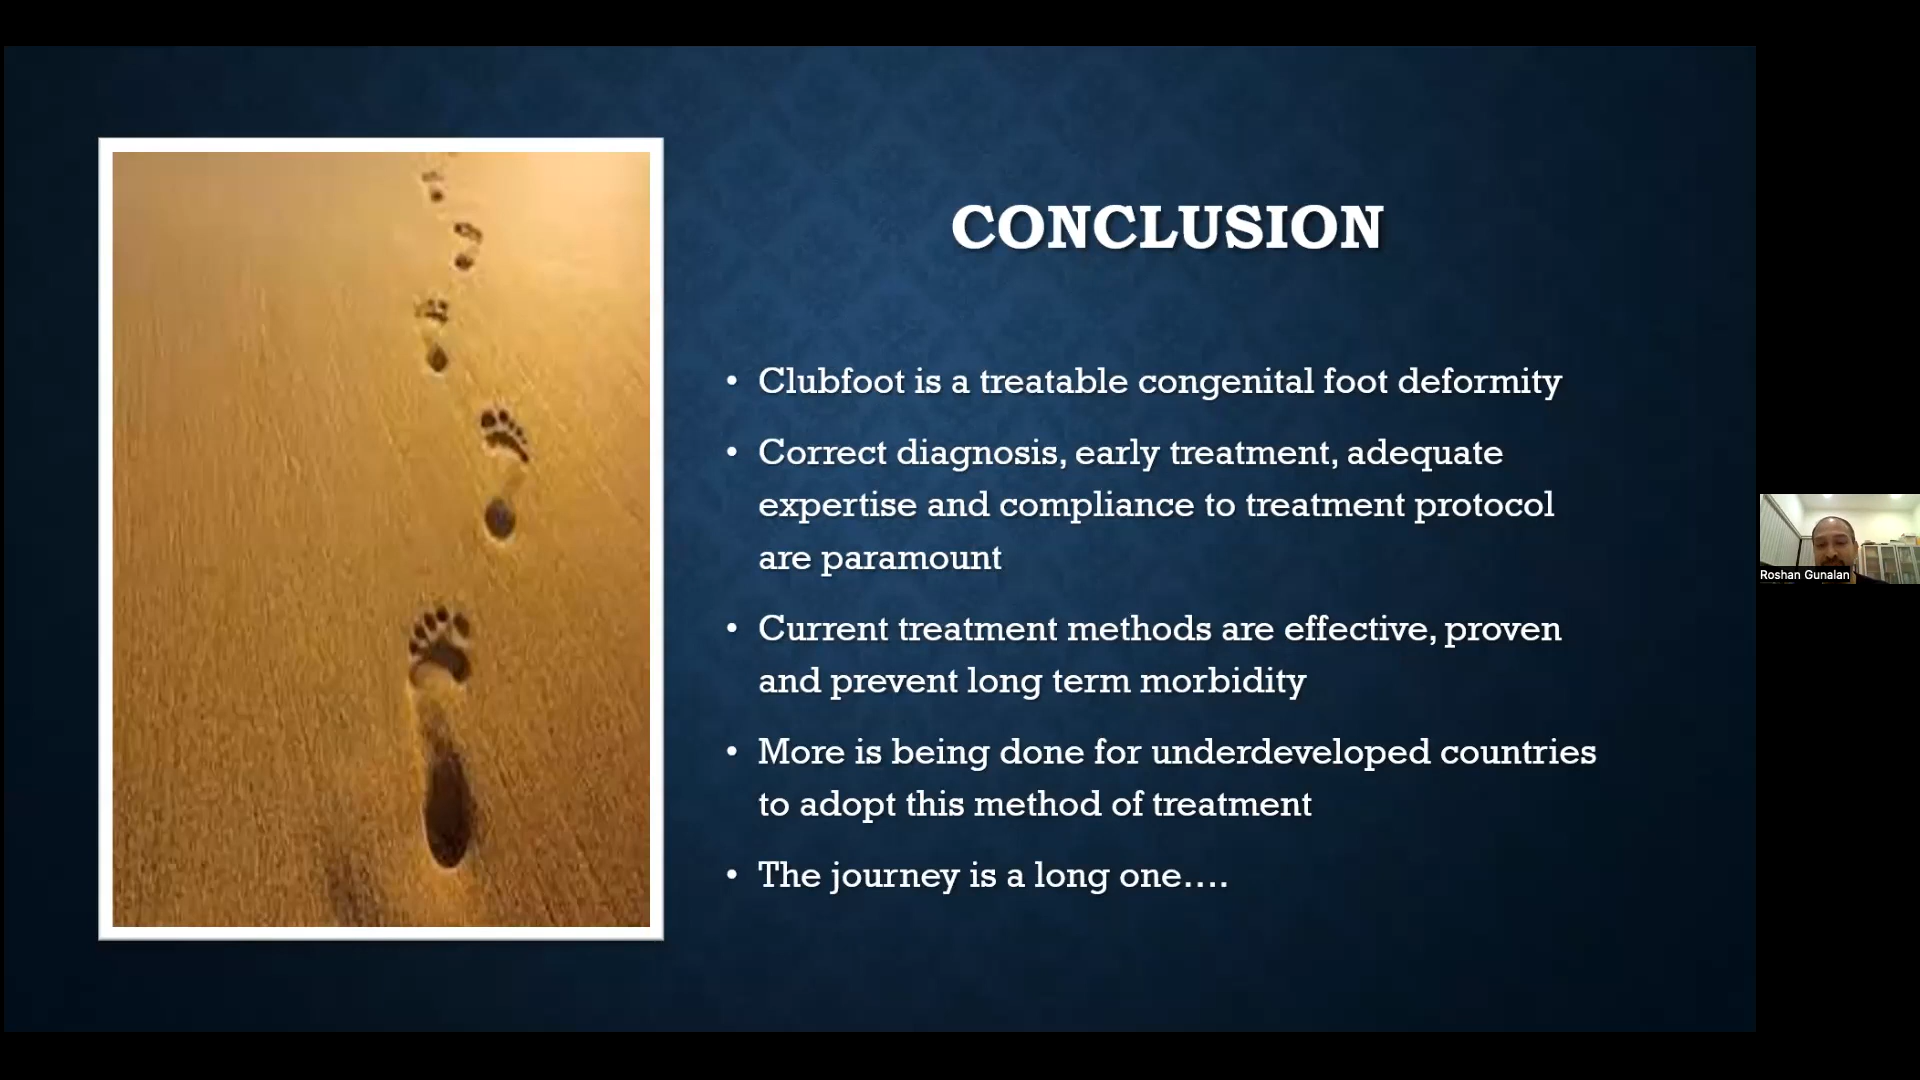 CONCLUSION
• Clubfoot is a treatable congenital foot deformity
• Correct diagnosis, early treatment, adequate
expertise and compliance to treatment protocol
are paramount
• Current treatment methods are effective, proven
and prevent long term morbidity
• More is being done for underdeveloped countries
to adopt this method of treatment
• The journey is a long one....
Roshan Gunalan